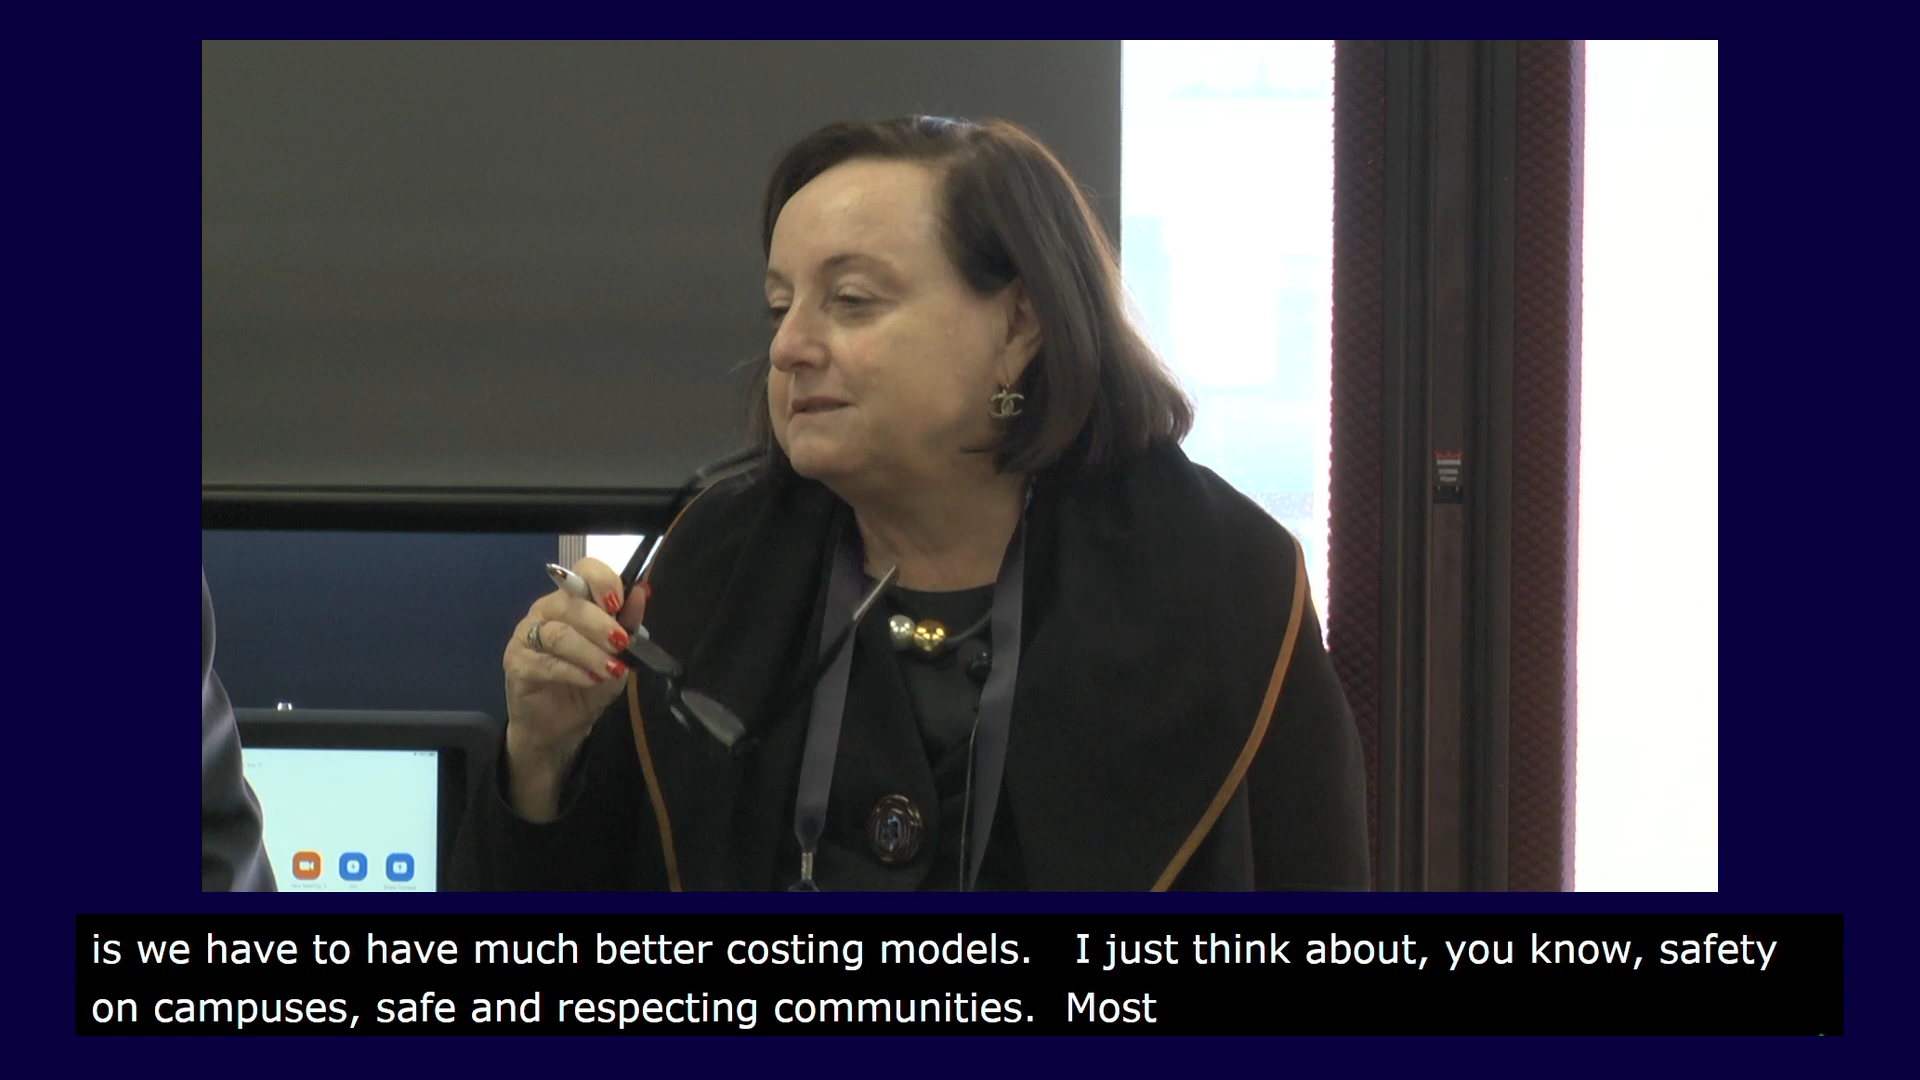 is we have to have much better costing models. I just think about, you know, safety
on campuses, safe and respecting communities. Most